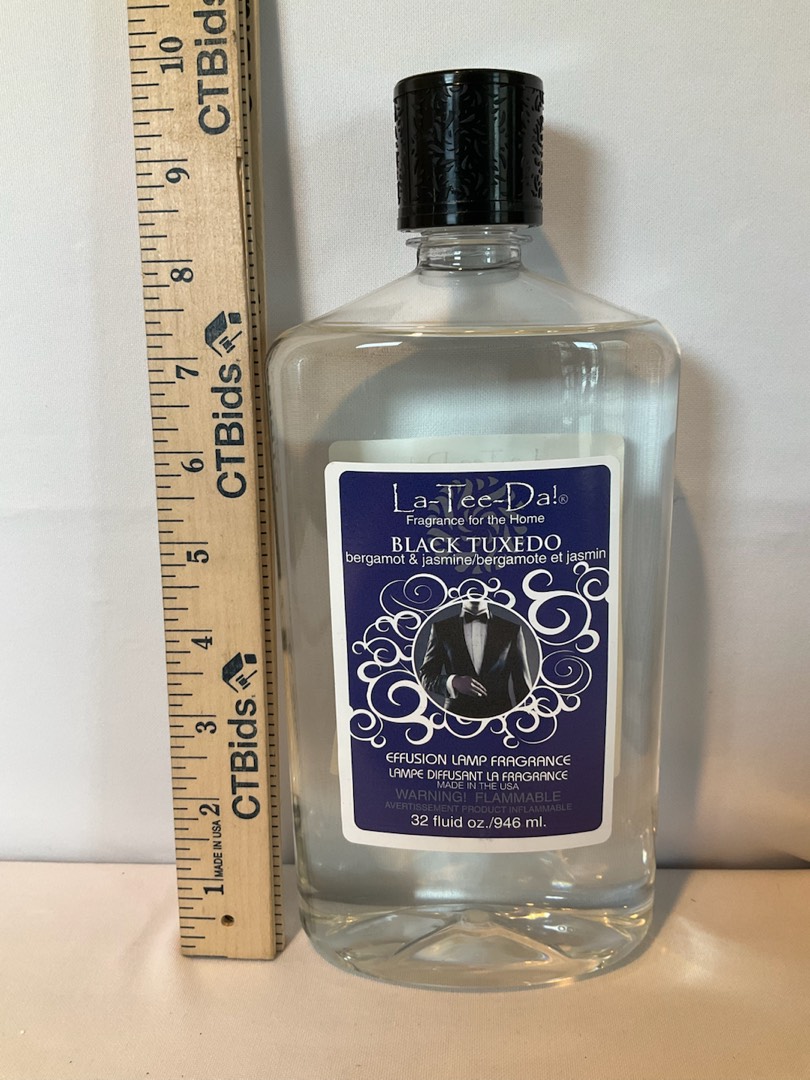 10
CTBids
9
8
7
CTBids
6
5
4
CTBids
3
2
MADE IN USA
1
La-Tee-Da!®
Fragrance for the Home
BLACK TUXEDO
bergamot & jasmine/bergamote et jasmin
EFFUSION LAMP FRAGRANCE
LAMPE DIFFUSANT LA FRAGRANCE
MADE IN THE USA
WARNING! FLAMMABLE
AVERTISSEMENT PRODUCT INFLAMMABLE
32 fluid oz./946 ml.